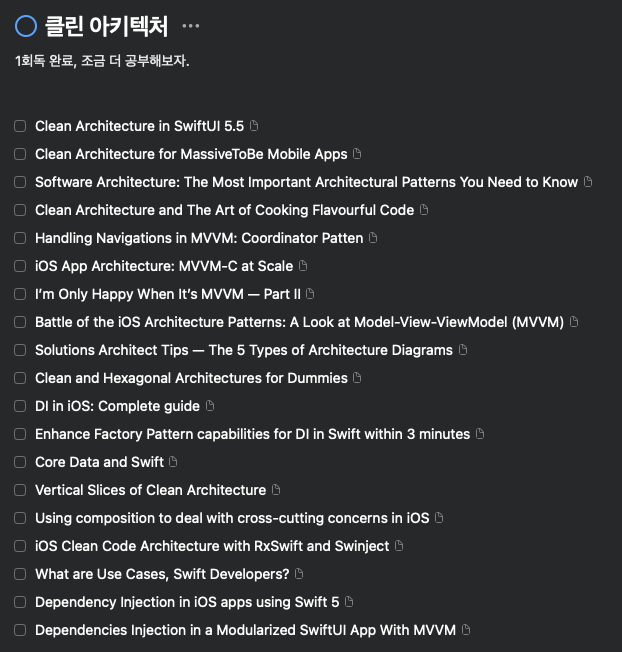 클린 아키텍처 ...
1회독 완료, 조금 더 공부해보자.
Clean Architecture in SwiftUI 5.5
Clean Architecture for MassiveToBe Mobile Apps
Software Architecture: The Most Important Architectural Patterns You Need to Know
Clean Architecture and The Art of Cooking Flavourful Code
Handling Navigations in MVVM: Coordinator Patten
iOS App Architecture: MVVM-C at Scale
I’m Only Happy When It’s MVVM — Part II
Battle of the iOS Architecture Patterns: A Look at Model-View-ViewModel (MVVM)
Solutions Architect Tips — The 5 Types of Architecture Diagrams
Clean and Hexagonal Architectures for Dummies
DI in iOS: Complete guide
Enhance Factory Pattern capabilities for DI in Swift within 3 minutes
Core Data and Swift
Vertical Slices of Clean Architecture
Using composition to deal with cross-cutting concerns in iOS
iOS Clean Code Architecture with RxSwift and Swinject
What are Use Cases, Swift Developers?
Dependency Injection in iOS apps using Swift 5
Dependencies Injection in a Modularized SwiftUI App With MVVM